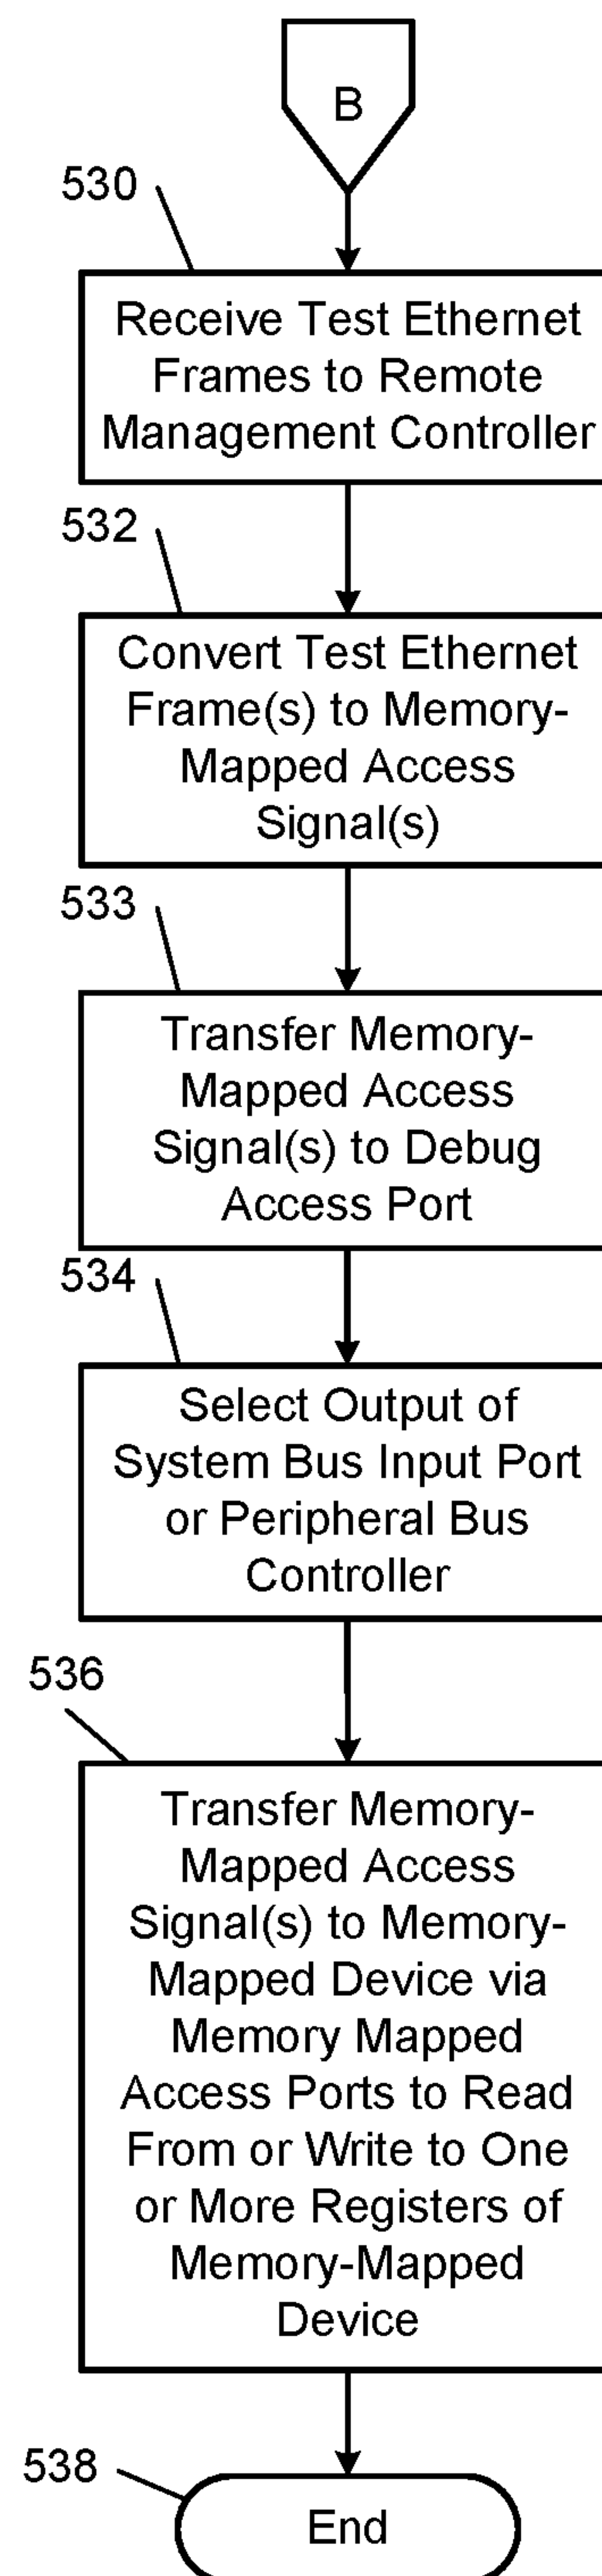 B
530
Receive Test Ethernet
Frames to Remote
Management Controller
532
Convert Test Ethernet
Frame(s) to Memory-
Mapped Access
Signal(s)
533
Transfer Memory-
Mapped Access
Signal(s) to Debug
Access Port
534
Select Output of
System Bus Input Port
or Peripheral Bus
Controller
536
Transfer Memory-
Mapped Access
Signal(s) to Memory-
Mapped Device via
Memory Mapped
Access Ports to Read
From or Write to One
or More Registers of
Memory-Mapped
Device
538
End